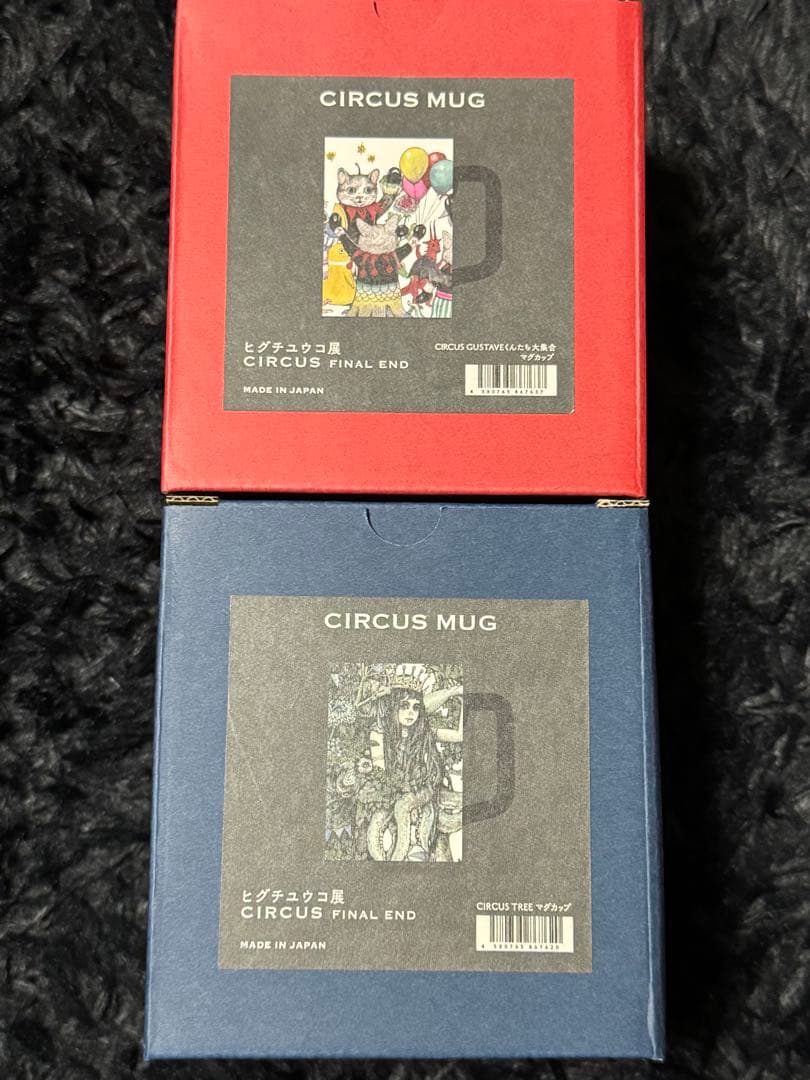 CIRCUS MUG
ヒグチユウコ展
CIRCUS FINAL END
CIRCUS GUSTAVEくんたち大集合
マグカップ
MADE IN JAPAN
CIRCUS MUG
ヒグチユウコ展
CIRCUS FINAL END
CIRCUS TREE マグカップ
MADE IN JAPAN